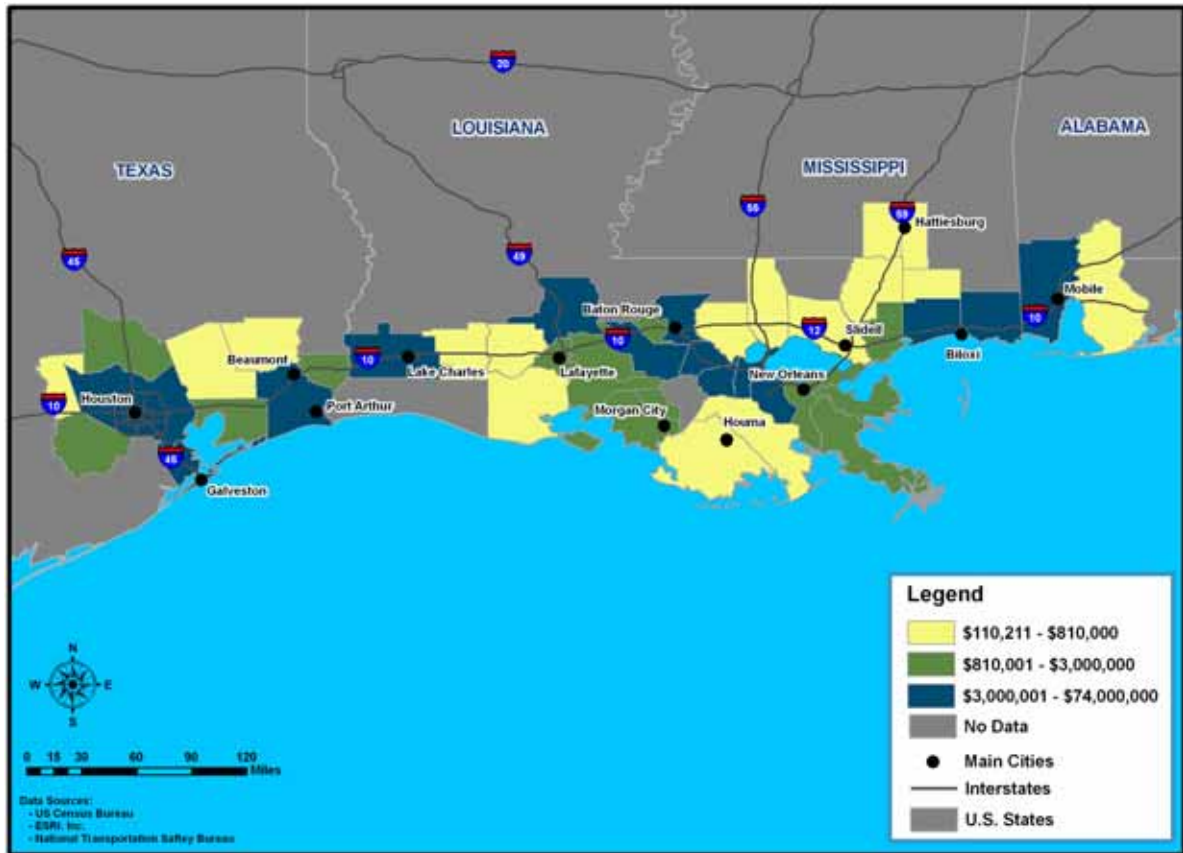 20
LOUISIANA
ALABAMA
TEXAS
MISSISSIPPI
55
59
Hattiesburg
45
49
Mobile
Baton Rouge
10
10
12
Slidell
10
Biloxi
Beaumont
10
Lake Charles
Lafayette
New Orleans
Houston
10
Port Arthur
Morgan City
Houma
45
Galveston
Legend
$110,211 - $810,000
$810,001 - $3,000,000
$3,000,001 - $74,000,000
No Data
Main Cities
Interstates
U.S. States
N
W
E
S
0 15 30 60 90 120
Miles
Data Sources:
- US Census Bureau
- ESRI, Inc.
- National Transportation Saftey Bureau